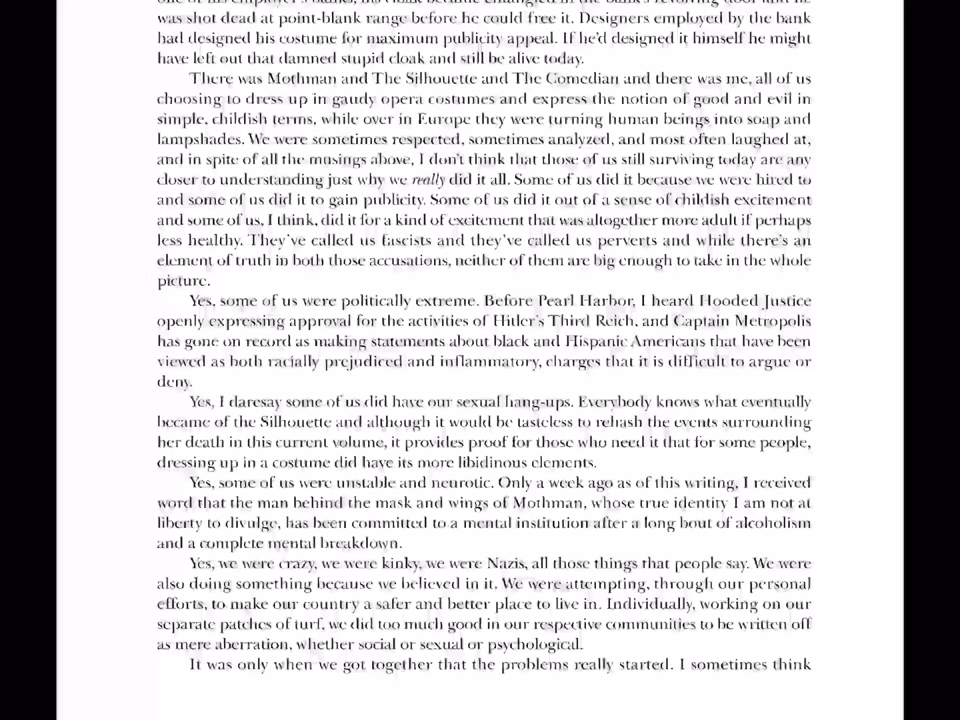 was shot dead at point-blank range before he could free it. Designers employed by the bank
had designed his costume for maximum publicity appeal. If he'd designed it himself he might
have left out that damned stupid cloak and still be alive today.
There was Mothman and The Silhouette and The Comedian and there was me, all of us
choosing to dress up in gaudy opera costumes and express the notion of good and evil in
simple, childish terms, while over in Europe they were turning human beings into soap and
lampshades. We were sometimes respected, sometimes analyzed, and most often laughed at,
and in spite of all the musings above, I don't think that those of us still surviving today are any
closer to understanding just why we really did it all. Some of us did it because we were hired to
and some of us did it to gain publicity. Some of us did it out of a sense of childish excitement
and some of us, I think, did it for a kind of excitement that was altogether more adult if perhaps
less healthy. They've called us fascists and they've called us perverts and while there's an
element of truth in both those accusations, neither of them are big enough to take in the whole
picture.
Yes, some of us were politically extreme. Before Pearl Harbor, I heard Hooded Justice
openly expressing approval for the activities of Hitler's Third Reich, and Captain Metropolis
has gone on record as making statements about black and Hispanic Americans that have been
viewed as both racially prejudiced and inflammatory, charges that it is difficult to argue or
deny.
Yes, I daresay some of us did have our sexual hang-ups. Everybody knows what eventually
became of the Silhouette and although it would be tasteless to rehash the events surrounding
her death in this current volume, it provides proof for those who need it that for some people,
dressing up in a costume did have its more libidinous elements.
Yes, some of us were unstable and neurotic. Only a week ago as of this writing, I received
word that the man behind the mask and wings of Mothman, whose true identity I am not at
liberty to divulge, has been committed to a mental institution after a long bout of alcoholism
and a complete mental breakdown.
Yes, we were crazy, we were kinky, we were Nazis, all those things that people say. We were
also doing something because we believed in it. We were attempting, through our personal
efforts, to make our country a safer and better place to live in. Individually, working on our
separate patches of turf, we did too much good in our respective communities to be written off
as mere aberration, whether social or sexual or psychological.
It was only when we got together that the problems really started. I sometimes think